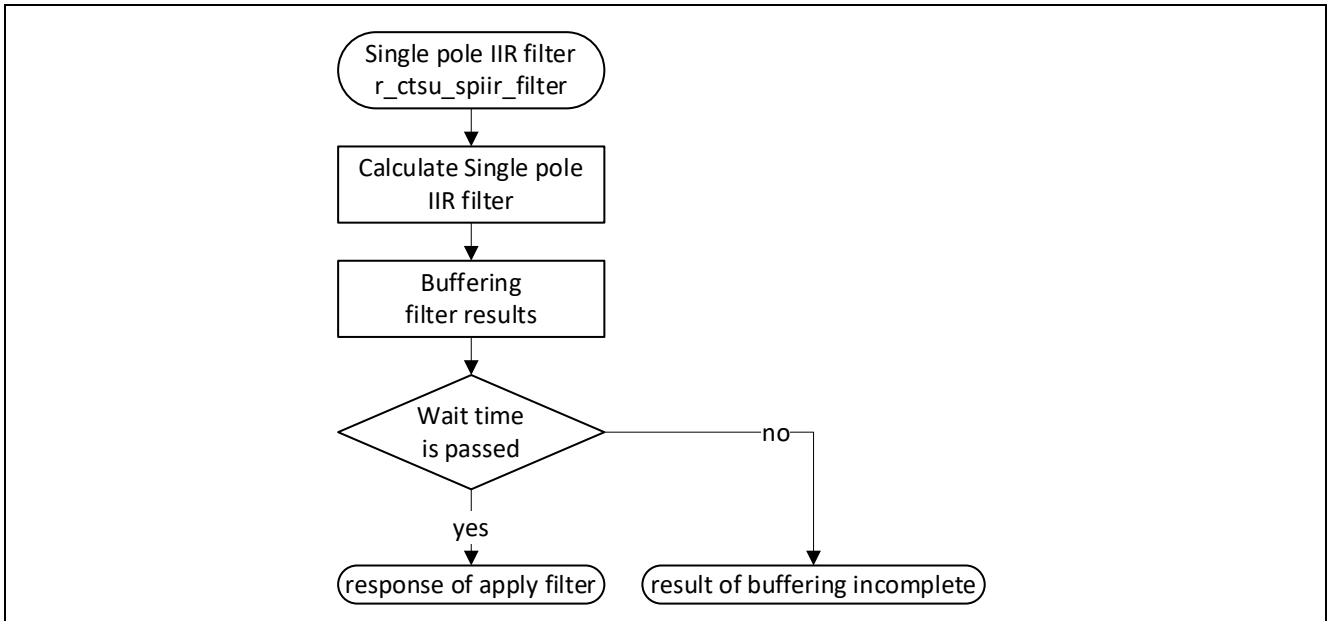 Single pole IIR filter
r_ctsu_spiir_filter
Calculate Single pole
IIR filter
Buffering
filter results
Wait time
is passed
no
yes
response of apply filter
result of buffering incomplete